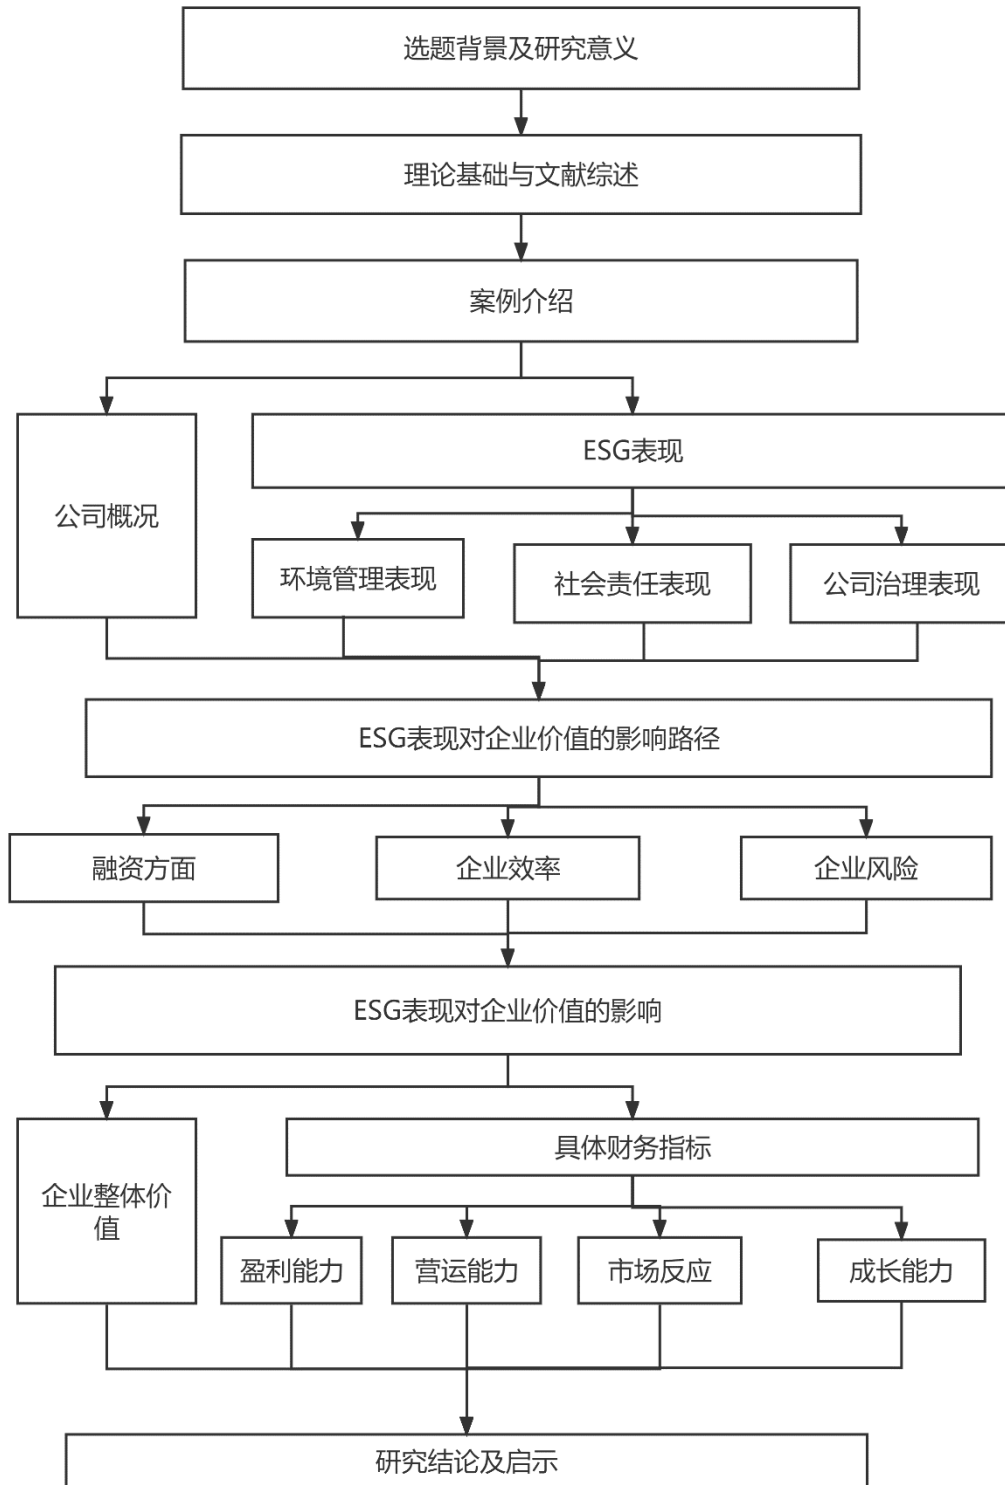 选题背景及研究意义
理论基础与文献综述
案例介绍
公司概况
ESG表现
环境管理表现
社会责任表现
公司治理表现
ESG表现对企业价值的影响路径
融资方面
企业效率
企业风险
ESG表现对企业价值的影响
企业整体价
值
具体财务指标
盈利能力
营运能力
市场反应
成长能力
研究结论及启示